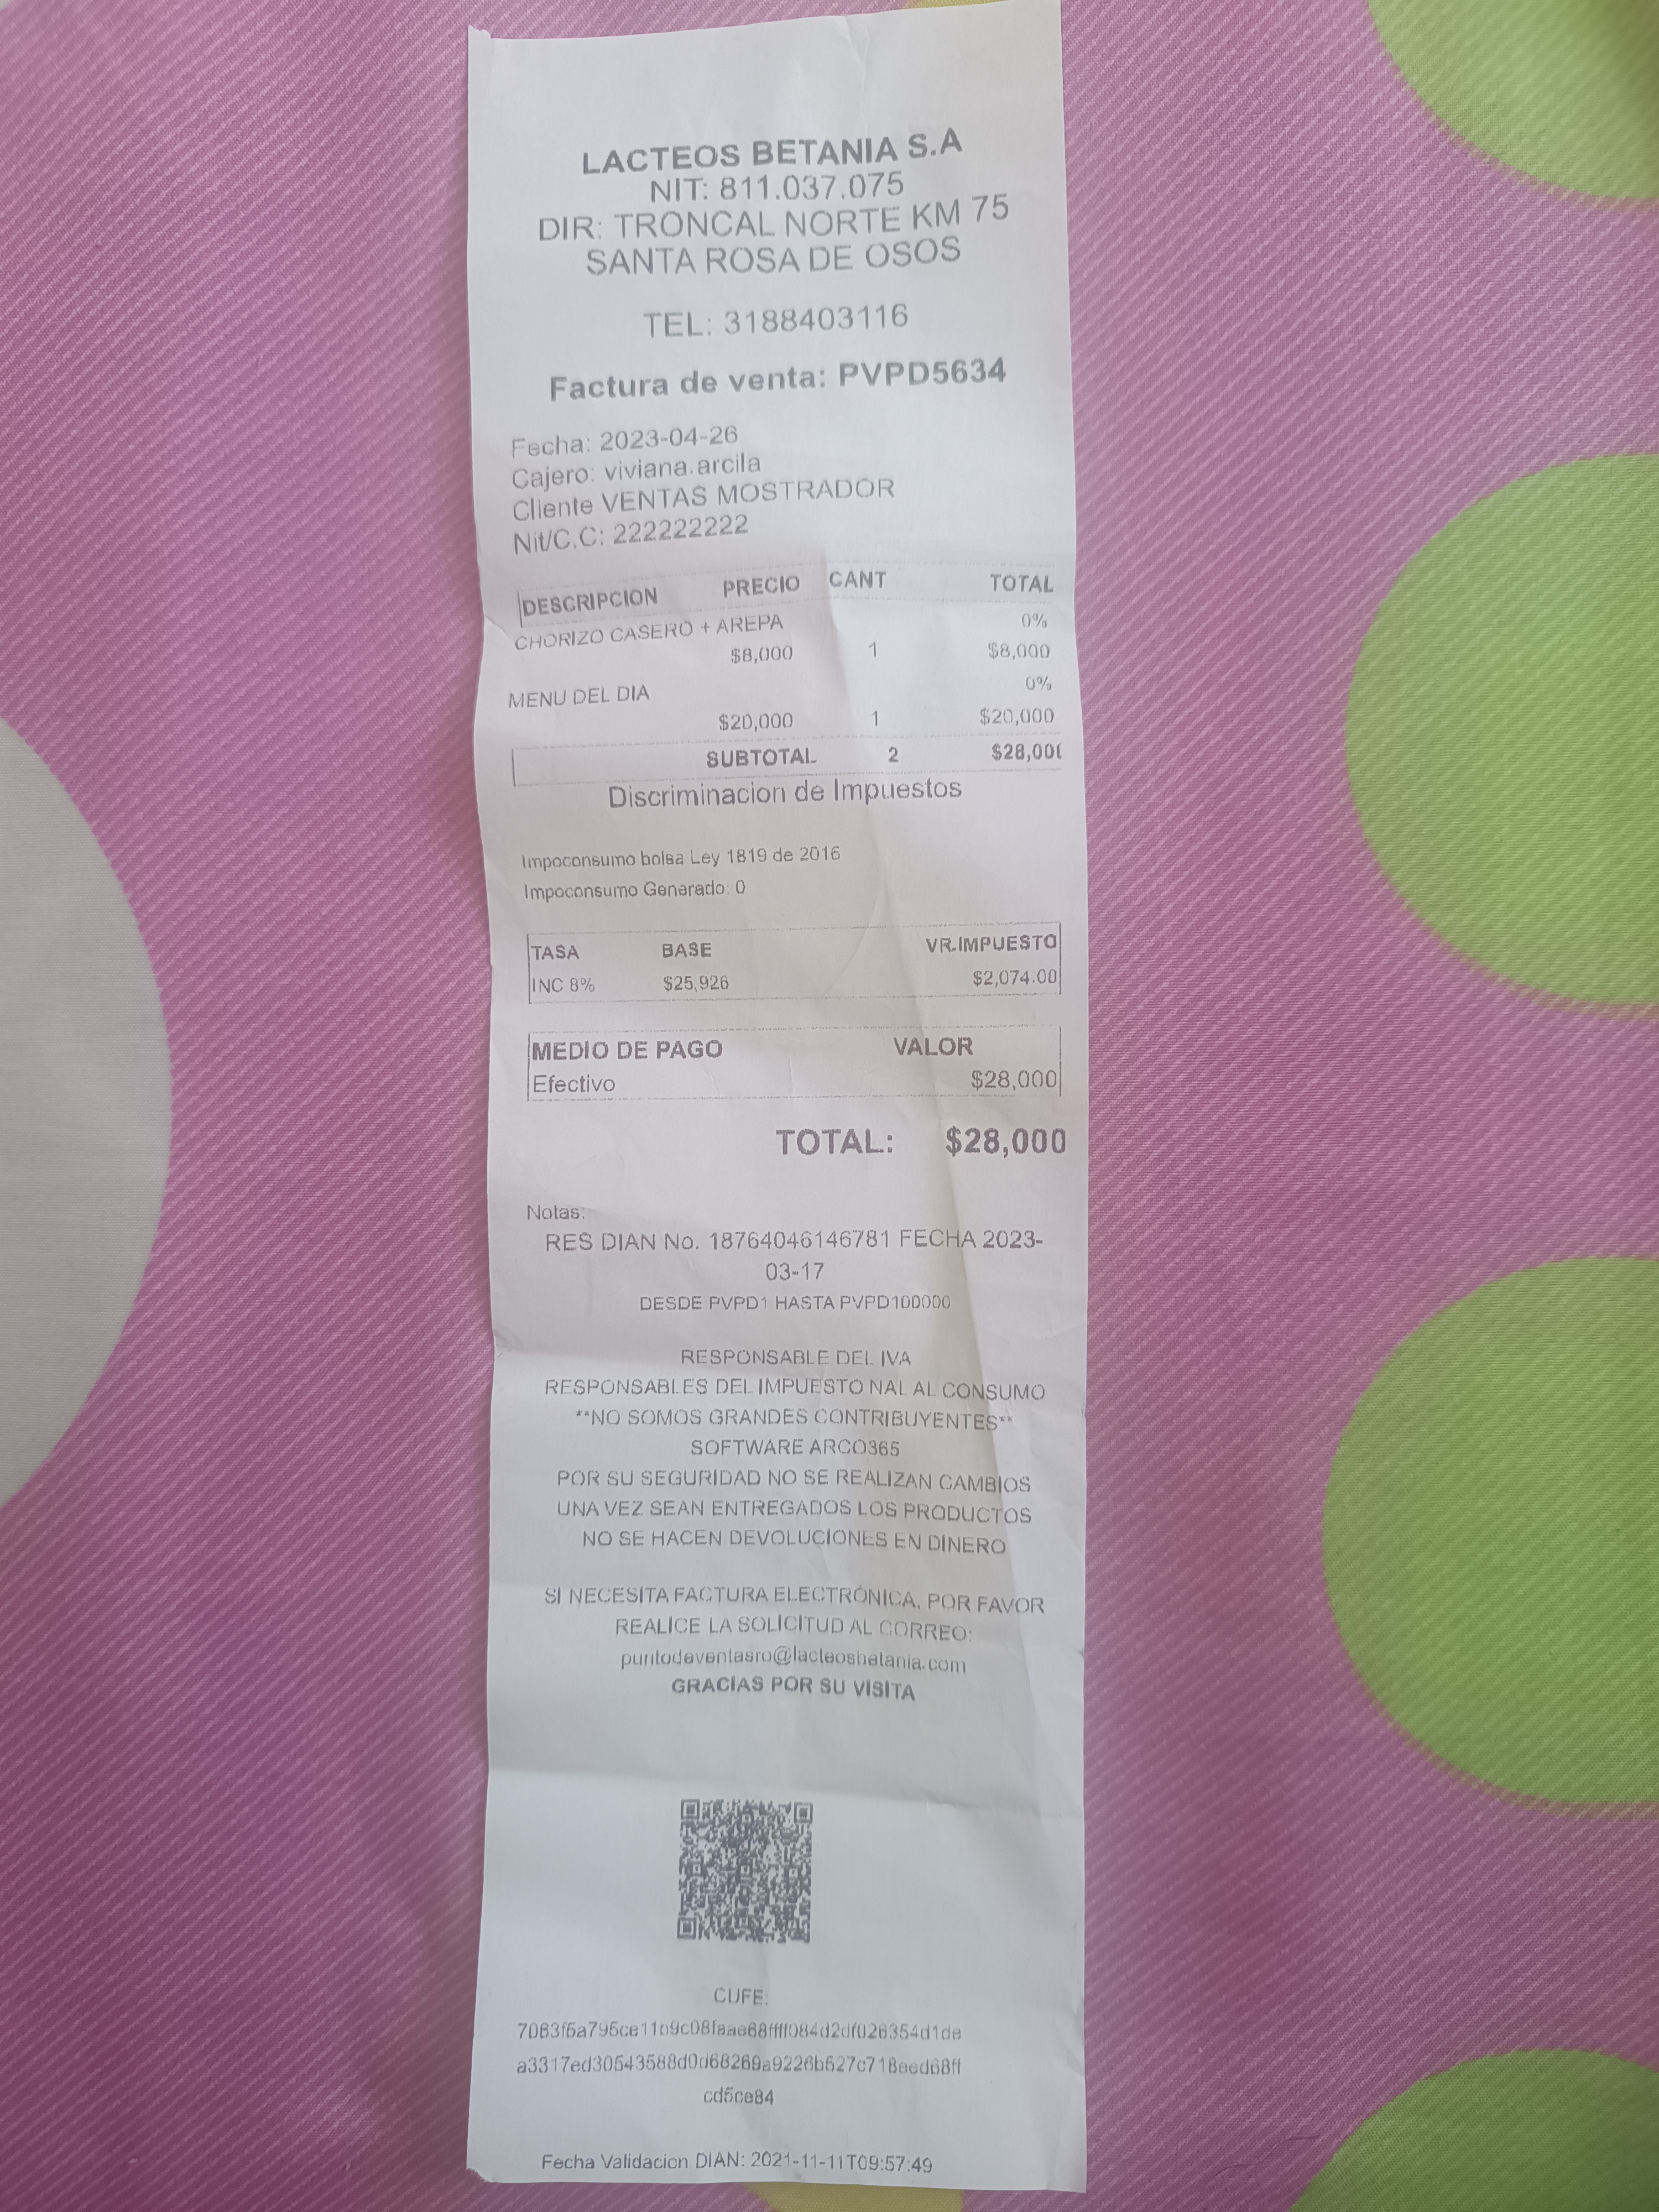 LACTEOS BETANIA S.A
NIT: 811.037.075
DIR: TRONCAL NORTE KM 75
SANTA ROSA DE OSOS
TEL: 3188403116
Factura de venta: PVPD5634
Fecha: 2023-04-26
Cajero: viviana.arcila
Cliente VENTAS MOSTRADOR
Nit/C.C: 222222222
DESCRIPCION PRECIO CANT TOTAL
CHORIZO CASERO + AREPA 0%
$8,000 1 $8,000
MENU DEL DIA 0%
$20,000 1 $20,000
SUBTOTAL 2 $28,000
Discriminacion de Impuestos
Impoconsumo bolsa Ley 1819 de 2016
Impoconsumo Generado: 0
TASA BASE VR.IMPUESTO
INC 8% $25,926 $2,074.00
MEDIO DE PAGO VALOR
Efectivo $28,000
TOTAL: $28,000
Notas:
RES DIAN No. 18764046146781 FECHA 2023-
03-17
DESDE PVPD1 HASTA PVPD100000
RESPONSABLE DEL IVA
RESPONSABLES DEL IMPUESTO NAL AL CONSUMO
**NO SOMOS GRANDES CONTRIBUYENTES**
SOFTWARE ARCO365
POR SU SEGURIDAD NO SE REALIZAN CAMBIOS
UNA VEZ SEAN ENTREGADOS LOS PRODUCTOS
NO SE HACEN DEVOLUCIONES EN DINERO
SI NECESITA FACTURA ELECTRÓNICA, POR FAVOR
REALICE LA SOLICITUD AL CORREO:
puntodeventasro@lacteosbetania.com
GRACIAS POR SU VISITA
CUFE:
cd5ce84
Fecha Validacion DIAN: 2021-11-11T09:57:49